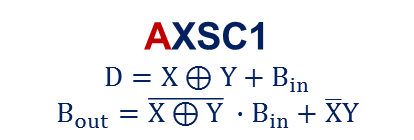 AXSC1
D = X ⊕ Y + B_in
B_out = \overline{X ⊕ Y} · B_in + \overline{X}Y